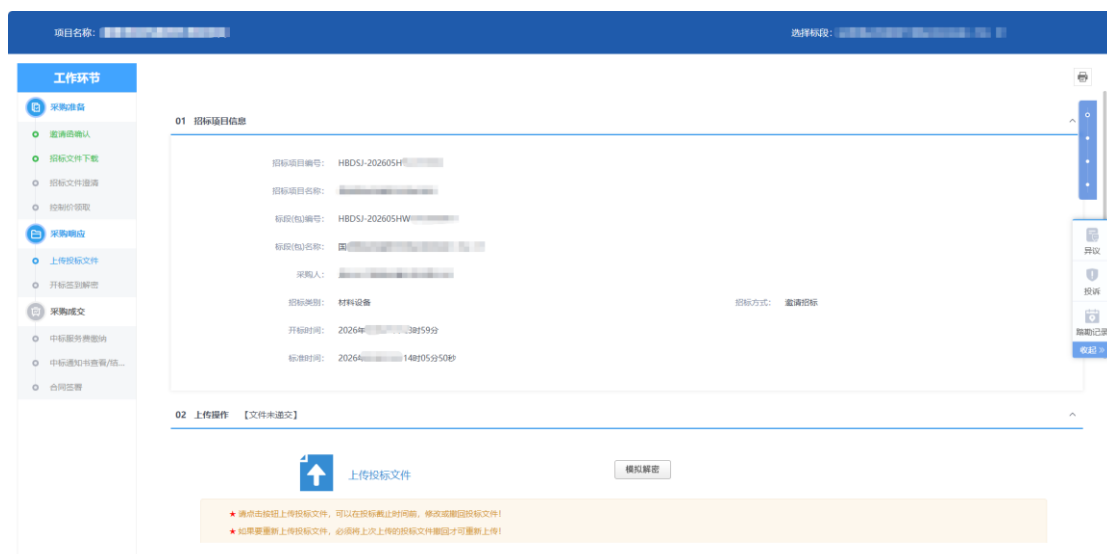 项目名称：
选择标段：
工作环节
采购准备
邀请函确认
招标文件下载
招标文件澄清
控制价领取
采购响应
上传投标文件
开标签到解密
采购成交
中标服务费缴纳
中标通知书查看/结...
合同签署
01 招标项目信息
招标项目编号： HBDSJ-202605H
招标项目名称：
标段(包)编号： HBDSJ-202605HW
标段(包)名称： 国
采购人：
招标类别： 材料设备
招标方式： 邀请招标
开标时间： 2026年 时59分
标准时间： 2026 14时05分50秒
02 上传操作 【文件未递交】
上传投标文件
模拟解密
★ 请点击按钮上传投标文件，可以在投标截止时间前，修改或撤回投标文件！
★ 如果要重新上传投标文件，必须将上次上传的投标文件撤回才可重新上传！
异议
投诉
踏勘记录
收起 »